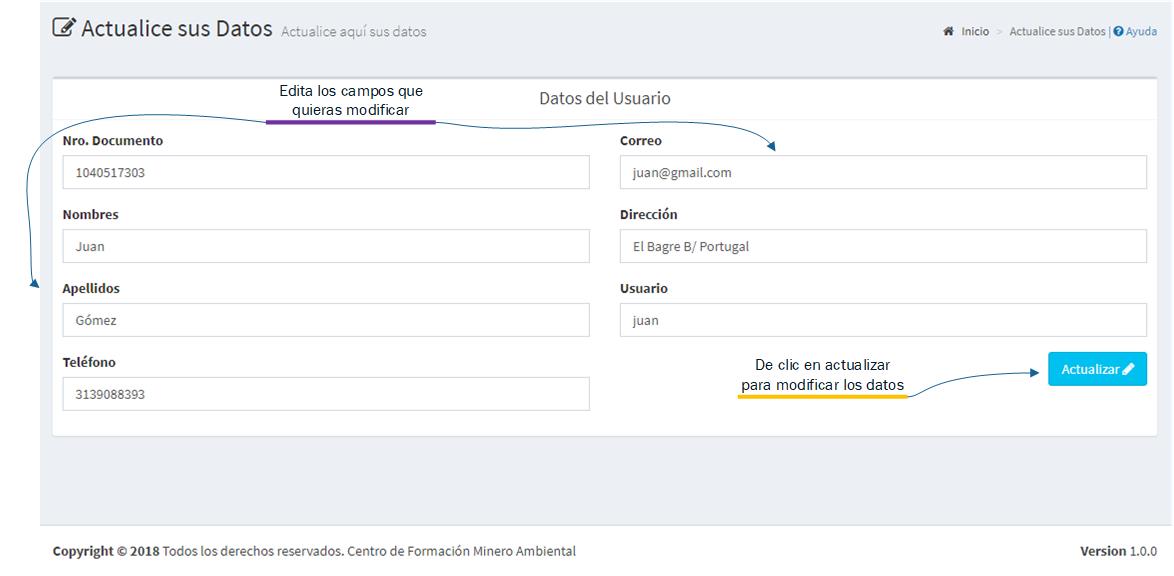 Actualice sus Datos Actualice aquí sus datos
Inicio > Actualice sus Datos | Ayuda
Edita los campos que
quieras modificar
Datos del Usuario
Nro. Documento
1040517303
Correo
juan@gmail.com
Nombres
Juan
Dirección
El Bagre B/ Portugal
Apellidos
Gómez
Usuario
juan
Teléfono
3139088393
De clic en actualizar
para modificar los datos
Actualizar
Copyright © 2018 Todos los derechos reservados. Centro de Formación Minero Ambiental
Version 1.0.0